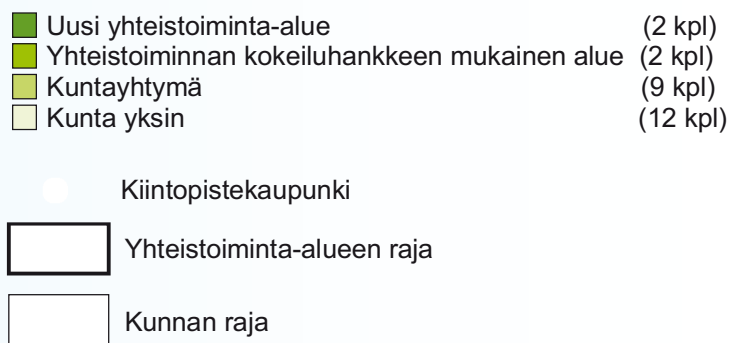 Uusi yhteistoiminta-alue (2 kpl)
Yhteistoiminnan kokeiluhankkeen mukainen alue (2 kpl)
Kuntayhtymä (9 kpl)
Kunta yksin (12 kpl)
Kiintopistekaupunki
Yhteistoiminta-alueen raja
Kunnan raja